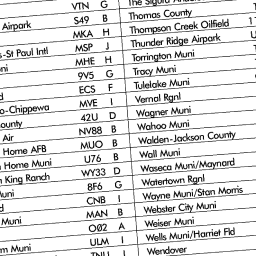 VTN G The Sigurd
Airpark S49 B Thomas County
MKA H Thompson Creek Oilfield
s-St Paul Intl MSP J Thunder Ridge Airpark
ni MHE H Torrington Muni
9V5 G Tracy Muni
ECS F Tulelake Muni
o-Chippewa MVE I Vernal Rgnl
ounty 42U D Wagner Muni
Air NV88 B Wahoo Muni
Home AFB MUO B Walden-Jackson County
Home Muni U76 B Wall Muni
King Ranch WY33 D Waseca Muni/Maynard
uni 8F6 G Watertown Rgnl
CNB I Wayne Muni/Stan Morris
uni MAN B Webster City Muni
O02 A Weiser Muni
m Muni ULM I Wells Muni/Harriet Fld
Wendover